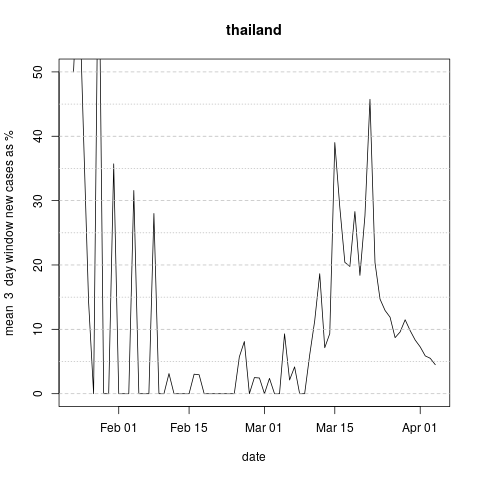 thailand
mean 3 day window new cases as %
50
40
30
20
10
0
Feb 01
Feb 15
Mar 01
Mar 15
Apr 01
date